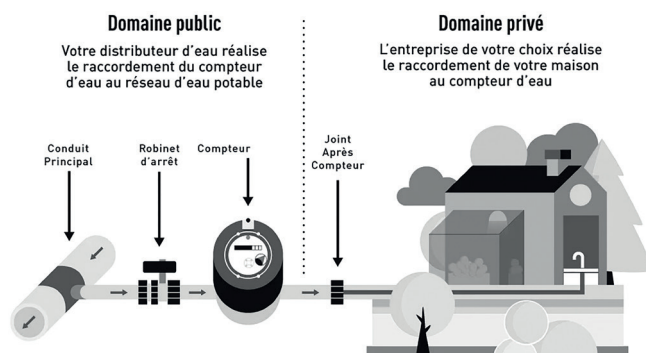 Domaine public
Votre distributeur d'eau réalise
le raccordement du compteur
d'eau au réseau d'eau potable
Domaine privé
L'entreprise de votre choix réalise
le raccordement de votre maison
au compteur d'eau
Conduit
Principal
Robinet
d'arrêt
Compteur
Joint
Après
Compteur